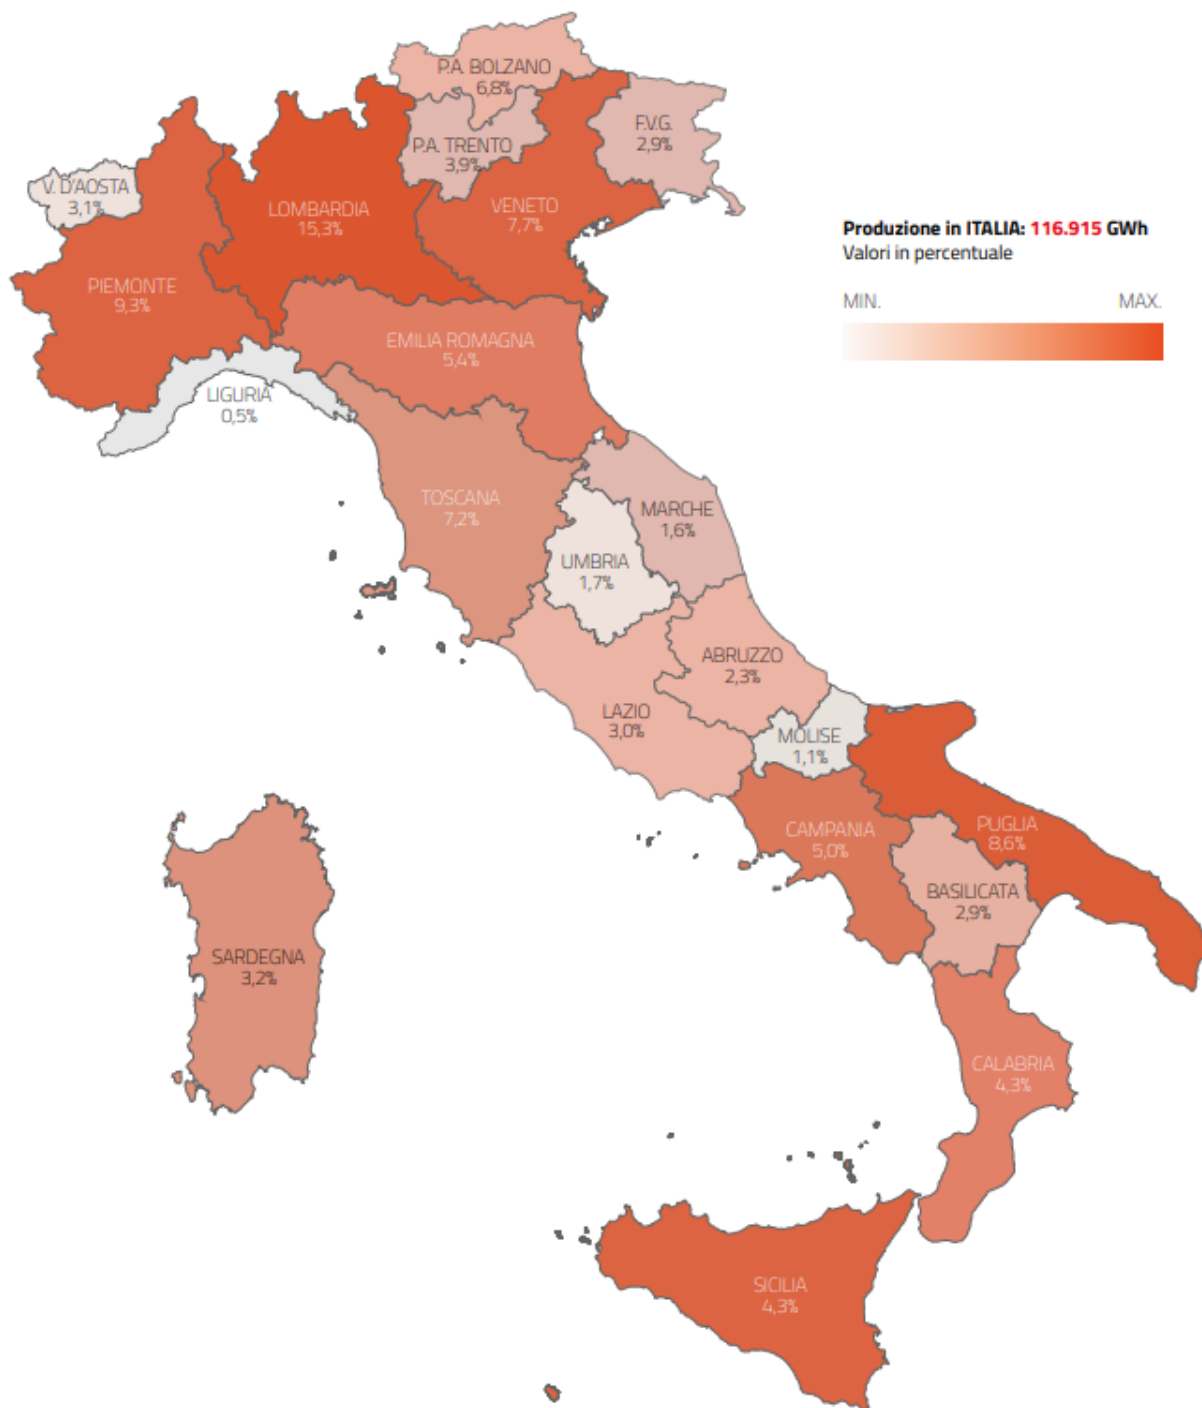 P.A. BOLZANO
6,8%
F.V.G.
2,9%
P.A. TRENTO
3,9%
V. D'AOSTA
3,1%
LOMBARDIA
15,3%
VENETO
7,7%
Produzione in ITALIA: 116.915 GWh
Valori in percentuale
MIN.
MAX.
PIEMONTE
9,3%
EMILIA ROMAGNA
5,4%
LIGURIA
0,5%
TOSCANA
7,2%
MARCHE
1,6%
UMBRIA
1,7%
ABRUZZO
2,3%
LAZIO
3,0%
MOLISE
1,1%
CAMPANIA
5,0%
PUGLIA
8,6%
BASILICATA
2,9%
SARDEGNA
3,2%
CALABRIA
4,3%
SICILIA
4,3%